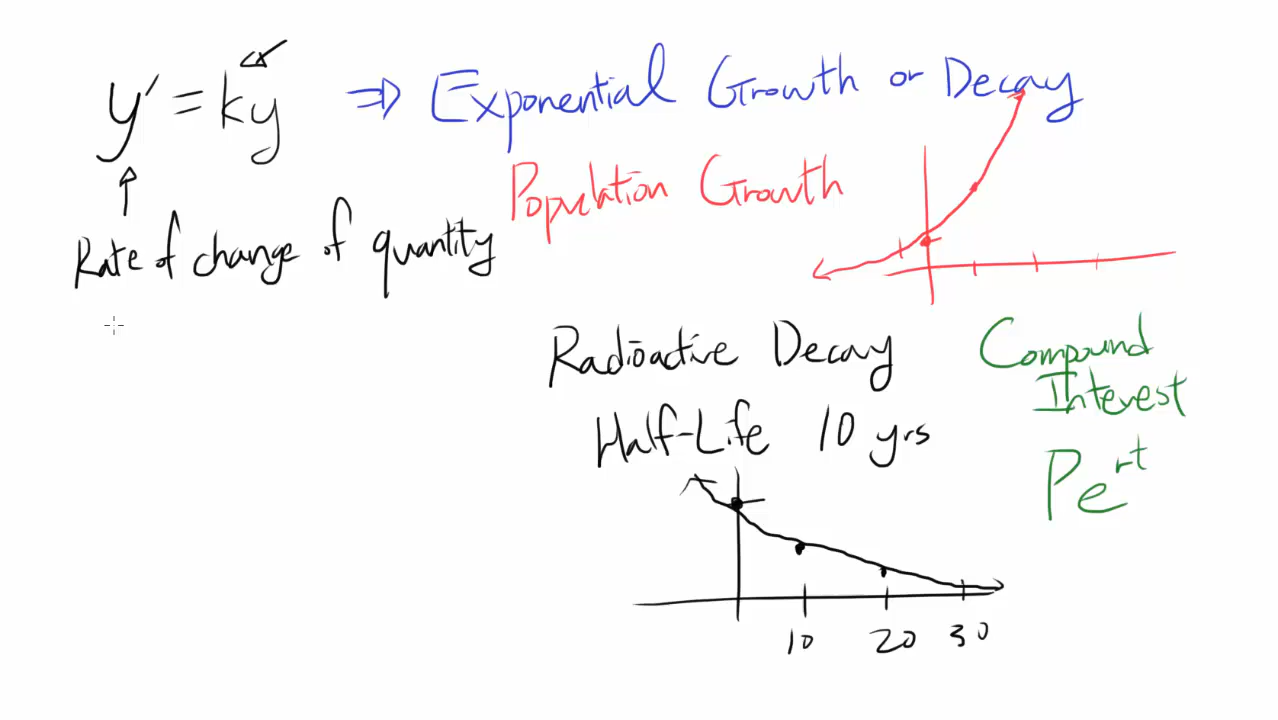 y' = ky ⇒ Exponential Growth or Decay
Population Growth
Rate of change of quantity
Radioactive Decay
Half-Life 10 yrs
Compound
Interest
Pe^rt
10 20 30